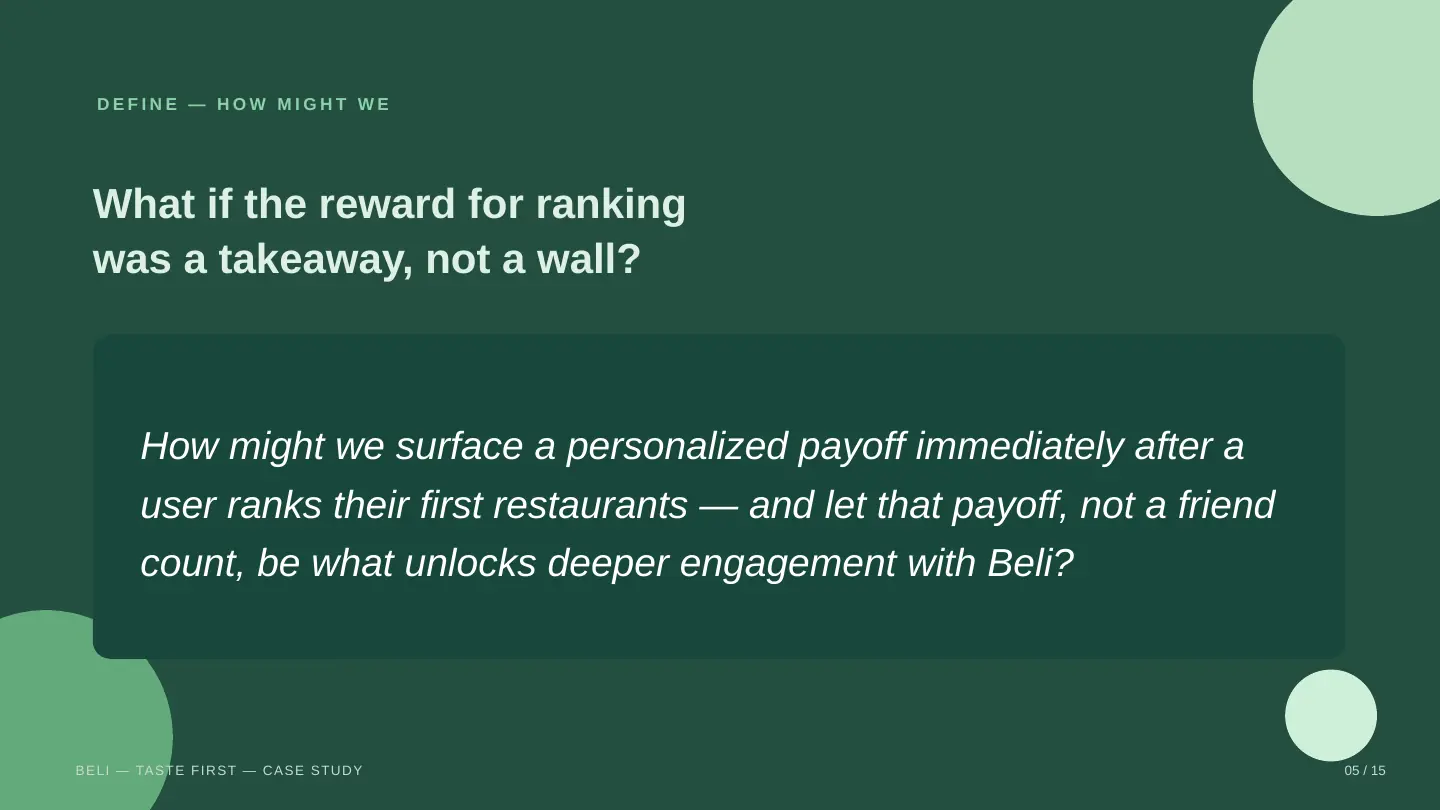 DEFINE — HOW MIGHT WE
What if the reward for ranking
was a takeaway, not a wall?
How might we surface a personalized payoff immediately after a
user ranks their first restaurants — and let that payoff, not a friend
count, be what unlocks deeper engagement with Beli?
BELI — TASTE FIRST — CASE STUDY
05 / 15